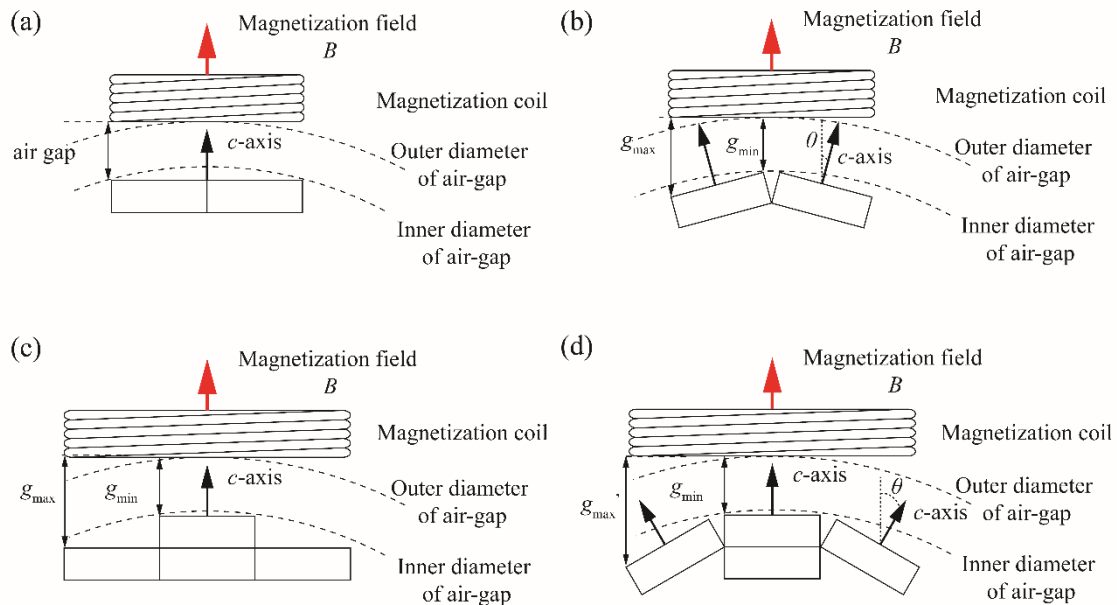 (a)
Magnetization field
B
Magnetization coil
air gap
c-axis
Outer diameter
of air-gap
Inner diameter
of air-gap
(b)
Magnetization field
B
Magnetization coil
gmax
gmin
θ
c-axis
Outer diameter
of air-gap
Inner diameter
of air-gap
(c)
Magnetization field
B
Magnetization coil
gmax
gmin
c-axis
Outer diameter
of air-gap
Inner diameter
of air-gap
(d)
Magnetization field
B
Magnetization coil
gmax'
gmin
c-axis
θ
Outer diameter
c-axis
of air-gap
Inner diameter
of air-gap